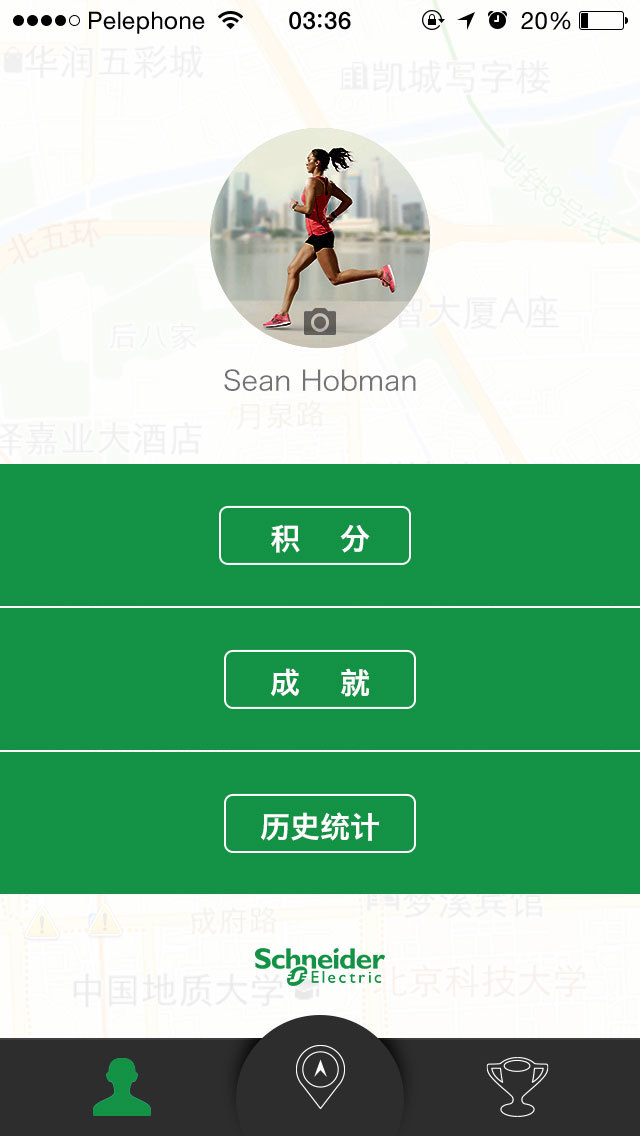 Pelephone 03:36 20%
华润五彩城
凯城写字楼
地铁8号线
北五环
智大厦A座
后八家
Sean Hobman
月泉路
泽嘉业大酒店
积 分
成 就
历史统计
梦溪宾馆
成府路
Schneider
Electric
中国地质大学
北京科技大学